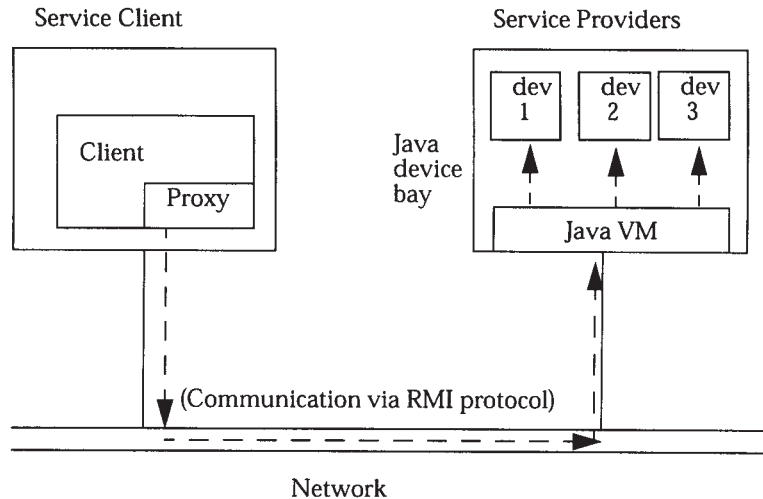 Service Client
Service Providers
dev
1
dev
2
dev
3
Client
Proxy
Java
device
bay
Java VM
(Communication via RMI protocol)
Network